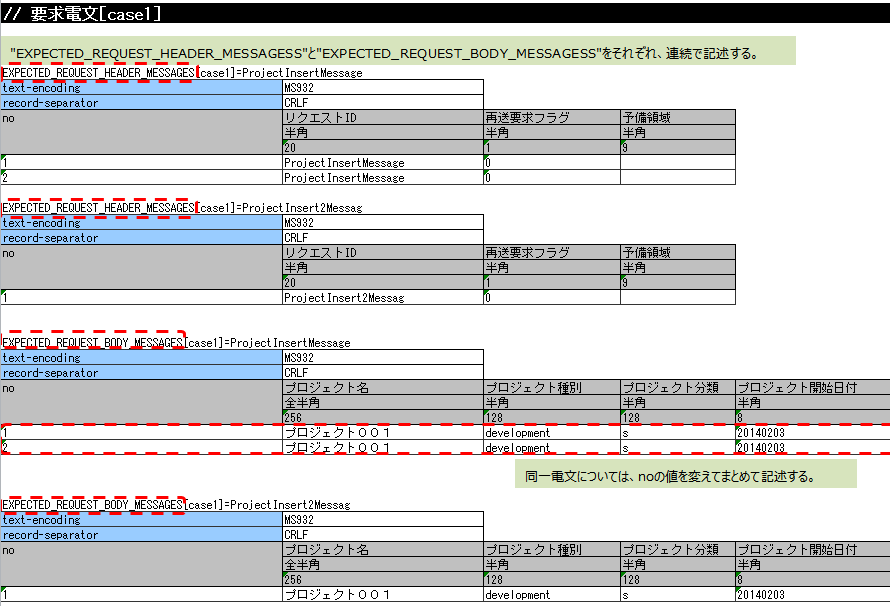 // 要求電文[case1]
"EXPECTED_REQUEST_HEADER_MESSAGESS"と"EXPECTED_REQUEST_BODY_MESSAGESS"をそれぞれ、連続で記述する。
EXPECTED_REQUEST_HEADER_MESSAGES[case1]=ProjectInsertMessage
text-encoding MS932
record-separator CRLF
no リクエストID 再送要求フラグ 予備領域
半角 半角 半角
20 1 9
1 ProjectInsertMessage 0
2 ProjectInsertMessage 0
EXPECTED_REQUEST_HEADER_MESSAGES[case1]=ProjectInsert2Messag
text-encoding MS932
record-separator CRLF
no リクエストID 再送要求フラグ 予備領域
半角 半角 半角
20 1 9
1 ProjectInsert2Messag 0
EXPECTED_REQUEST_BODY_MESSAGES[case1]=ProjectInsertMessage
text-encoding MS932
record-separator CRLF
no プロジェクト名 プロジェクト種別 プロジェクト分類 プロジェクト開始日付
全半角 半角 半角 半角
256 128 128 8
1 プロジェクト００１ development s 20140203
2 プロジェクト００１ development s 20140203
同一電文については、noの値を変えてまとめて記述する。
EXPECTED_REQUEST_BODY_MESSAGES[case1]=ProjectInsert2Messag
text-encoding MS932
record-separator CRLF
no プロジェクト名 プロジェクト種別 プロジェクト分類 プロジェクト開始日付
全半角 半角 半角 半角
256 128 128 8
1 プロジェクト００１ development s 20140203